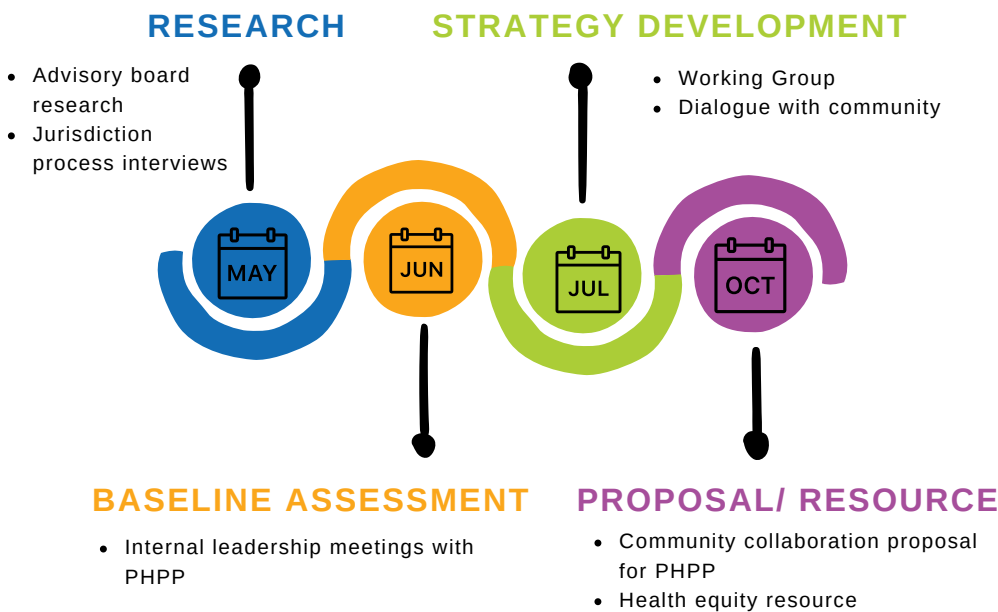 RESEARCH
• Advisory board
research
• Jurisdiction
process interviews
STRATEGY DEVELOPMENT
• Working Group
• Dialogue with community
MAY
JUN
JUL
OCT
BASELINE ASSESSMENT
• Internal leadership meetings with
PHPP
PROPOSAL/ RESOURCE
• Community collaboration proposal
for PHPP
• Health equity resource